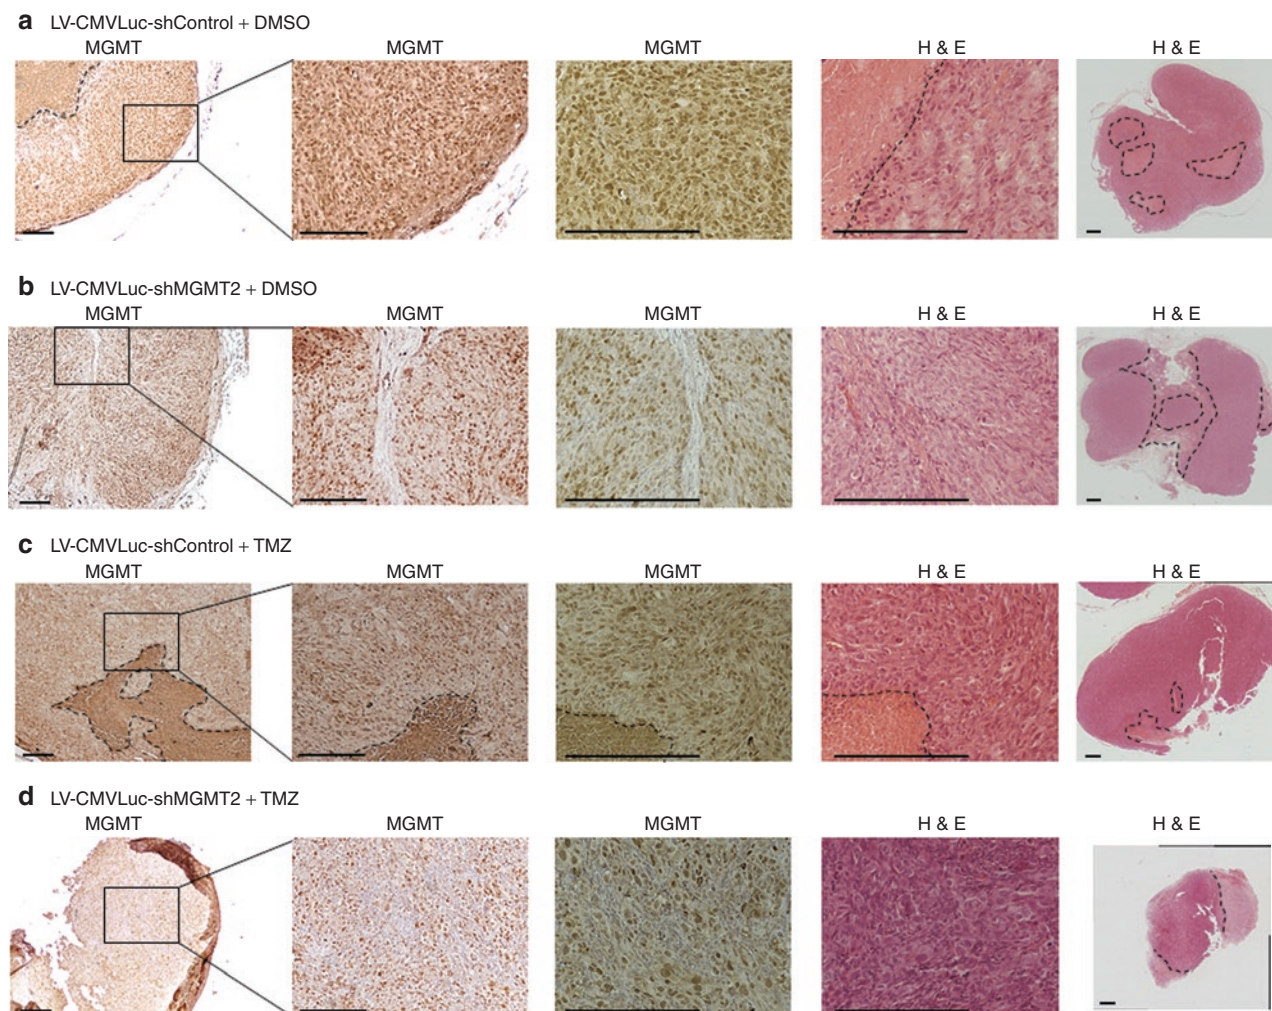 a LV-CMVLuc-shControl + DMSO
MGMT MGMT MGMT H & E H & E
b LV-CMVLuc-shMGMT2 + DMSO
MGMT MGMT MGMT H & E H & E
c LV-CMVLuc-shControl + TMZ
MGMT MGMT MGMT H & E H & E
d LV-CMVLuc-shMGMT2 + TMZ
MGMT MGMT MGMT H & E H & E